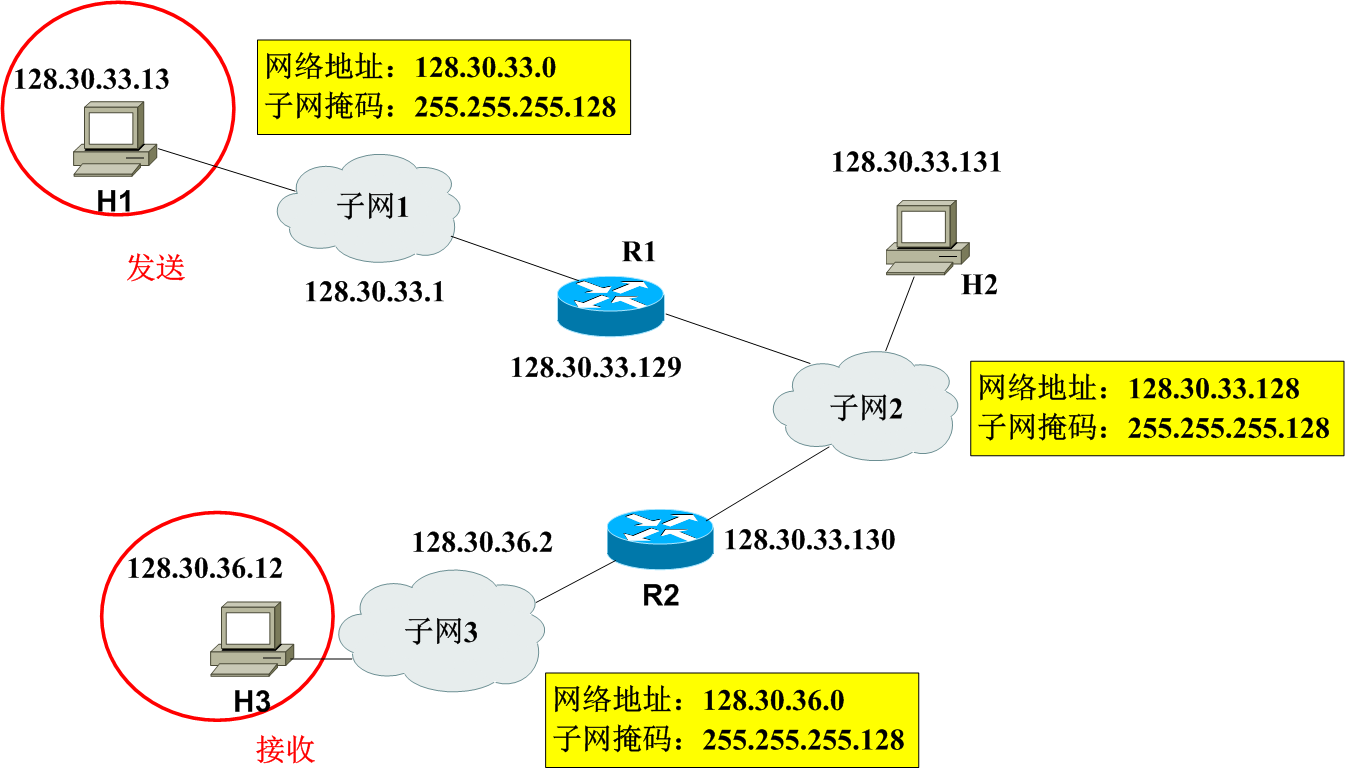 128.30.33.13
H1
发送
网络地址：128.30.33.0
子网掩码：255.255.255.128
子网1
128.30.33.1
R1
128.30.33.129
128.30.33.131
H2
子网2
网络地址：128.30.33.128
子网掩码：255.255.255.128
128.30.36.2
128.30.33.130
R2
128.30.36.12
H3
接收
子网3
网络地址：128.30.36.0
子网掩码：255.255.255.128